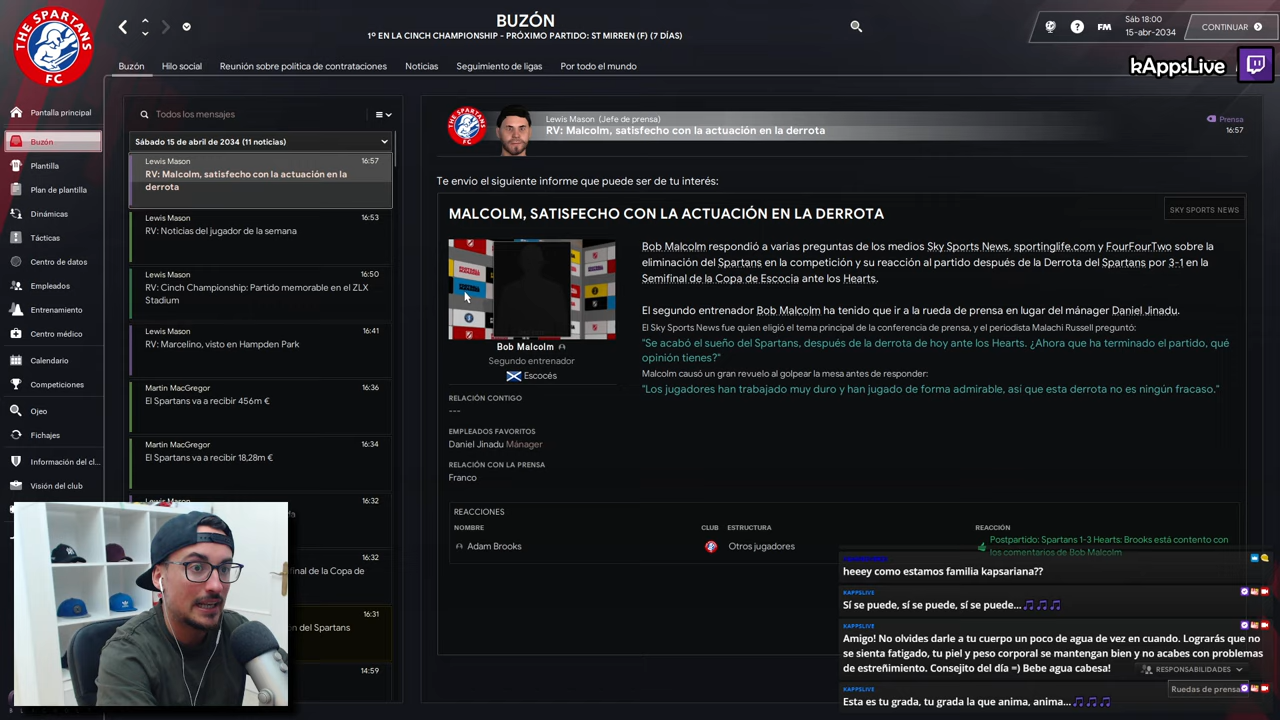 THE SPARTANS
FC
BUZÓN
1º EN LA CINCH CHAMPIONSHIP - PRÓXIMO PARTIDO: ST MIRREN (F) (7 DÍAS)
FM
Sáb 18:00
15-abr-2034
CONTINUAR
Buzón
Hilo social
Reunión sobre política de contrataciones
Noticias
Seguimiento de ligas
Por todo el mundo
kAppsLive
Pantalla principal
Buzón
Plantilla
Plan de plantilla
Dinámicas
Tácticas
Centro de datos
Empleados
Entrenamiento
Centro médico
Calendario
Competiciones
Ojeo
Fichajes
Información del cl...
Visión del club
Todos los mensajes
Sábado 15 de abril de 2034 (11 noticias)
Lewis Mason 16:57
RV: Malcolm, satisfecho con la actuación en la
derrota
Lewis Mason 16:53
RV: Noticias del jugador de la semana
Lewis Mason 16:50
RV: Cinch Championship: Partido memorable en el ZLX
Stadium
Lewis Mason 16:41
RV: Marcelino, visto en Hampden Park
Martin MacGregor 16:36
El Spartans va a recibir 456m €
Martin MacGregor 16:34
El Spartans va a recibir 18,28m €
16:32
16:32
nal de la Copa de
16:31
n del Spartans
14:59
Lewis Mason (Jefe de prensa)
RV: Malcolm, satisfecho con la actuación en la derrota
Prensa
16:57
Te envío el siguiente informe que puede ser de tu interés:
MALCOLM, SATISFECHO CON LA ACTUACIÓN EN LA DERROTA
SKY SPORTS NEWS
Bob Malcolm
Segundo entrenador
Escocés
RELACIÓN CONTIGO
---
EMPLEADOS FAVORITOS
Daniel Jinadu Mánager
RELACIÓN CON LA PRENSA
Franco
Bob Malcolm respondió a varias preguntas de los medios Sky Sports News, sportinglife.com y FourFourTwo sobre la
eliminación del Spartans en la competición y su reacción al partido después de la Derrota del Spartans por 3-1 en la
Semifinal de la Copa de Escocia ante los Hearts.
El segundo entrenador Bob Malcolm ha tenido que ir a la rueda de prensa en lugar del mánager Daniel Jinadu.
El Sky Sports News fue quien eligió el tema principal de la conferencia de prensa, y el periodista Malachi Russell preguntó:
"Se acabó el sueño del Spartans, después de la derrota de hoy ante los Hearts. ¿Ahora que ha terminado el partido, qué
opinión tienes?"
Malcolm causó un gran revuelo al golpear la mesa antes de responder:
"Los jugadores han trabajado muy duro y han jugado de forma admirable, así que esta derrota no es ningún fracaso."
REACCIONES
NOMBRE CLUB ESTRUCTURA REACCIÓN
Adam Brooks Otros jugadores Postpartido: Spartans 1-3 Hearts: Brooks está contento con
los comentarios de Bob Malcolm
heeey como estamos familia kapsariana??
KAPPSLIVE
Sí se puede, sí se puede, sí se puede...
KAPPSLIVE
Amigo! No olvides darle a tu cuerpo un poco de agua de vez en cuando. Lograrás que no
se sienta fatigado, tu piel y peso corporal se mantengan bien y no acabes con problemas
de estreñimiento. Consejito del día =) Bebe agua cabesa!
RESPONSABILIDADES
KAPPSLIVE
Ruedas de prensa
Esta es tu grada, tu grada la que anima, anima...